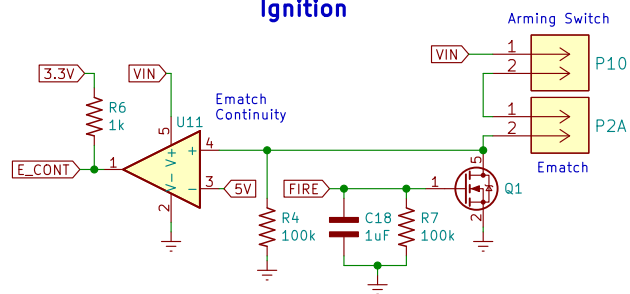 Ignition
Arming Switch
VIN
1
2
P10
3.3V
VIN
R6
1k
Ematch
Continuity
U11
5
V+
4
+
1
2
P2A
Ematch
E_CONT
1
V-
3
-
5V
2
FIRE
1
5
Q1
2
R4
100k
C18
1uF
R7
100k